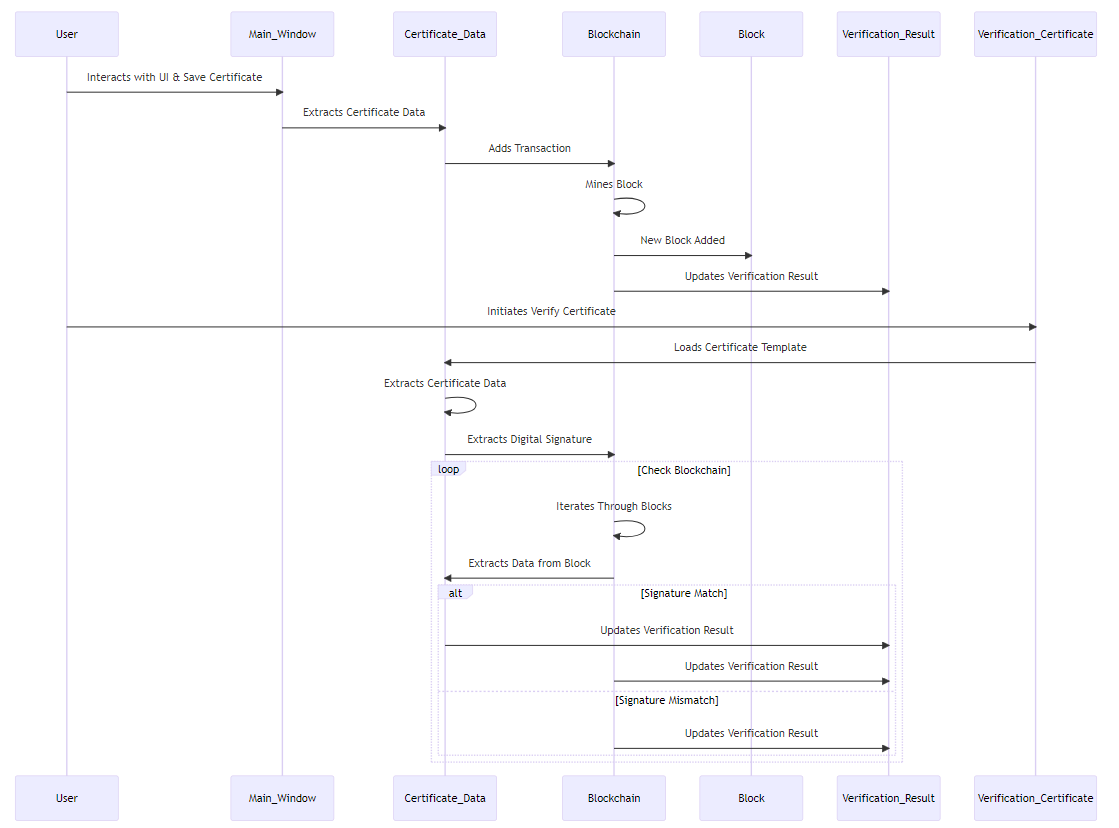 User Main_Window Certificate_Data Blockchain Block Verification_Result Verification_Certificate
Interacts with UI & Save Certificate
Extracts Certificate Data
Adds Transaction
Mines Block
New Block Added
Updates Verification Result
Initiates Verify Certificate
Loads Certificate Template
Extracts Certificate Data
Extracts Digital Signature
loop [Check Blockchain]
Iterates Through Blocks
Extracts Data from Block
alt [Signature Match]
Updates Verification Result
Updates Verification Result
[Signature Mismatch]
Updates Verification Result
User Main_Window Certificate_Data Blockchain Block Verification_Result Verification_Certificate